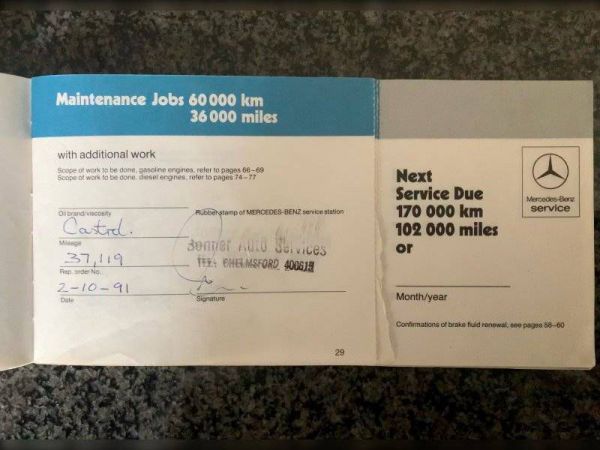 Maintenance Jobs 60 000 km
36 000 miles
with additional work
Scope of work to be done, gasoline engines, refer to pages 66–69
Scope of work to be done, diesel engines, refer to pages 74–77
Oil brand/viscosity
Rubber stamp of MERCEDES-BENZ service station
Castrol.
Mileage
37,119
Auto Services
TEL: CHELMSFORD
Rep. order No.
2-10-91
Date
Signature
29
Next
Service Due
170 000 km
102 000 miles
or
Mercedes-Benz
service
Month/year
Confirmations of brake fluid renewal, see pages 58–60